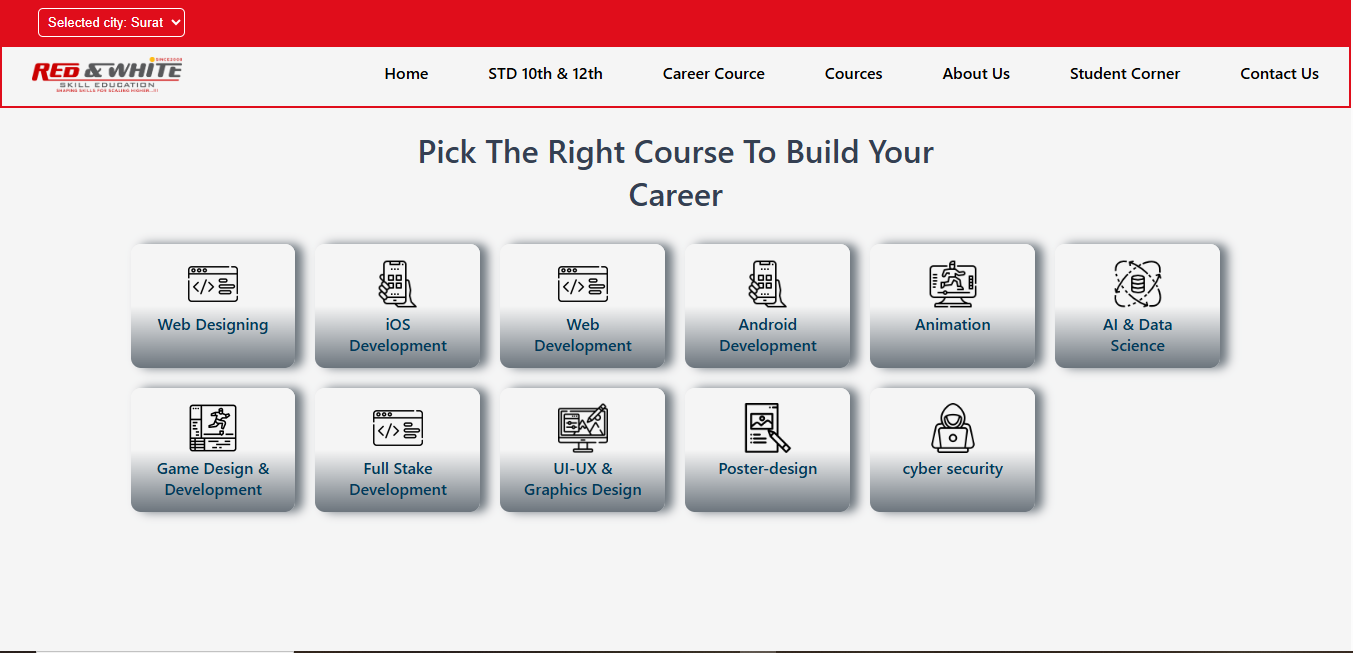 Selected city: Surat
SINCE2008
RED & WHITE
SKILL EDUCATION
SHAPING SKILLS FOR SCALING HIGHER...!!!
Home STD 10th & 12th Career Cource Cources About Us Student Corner Contact Us
Pick The Right Course To Build Your
Career
Web Designing
iOS
Development
Web
Development
Android
Development
Animation
AI & Data
Science
Game Design &
Development
Full Stake
Development
UI-UX &
Graphics Design
Poster-design
cyber security